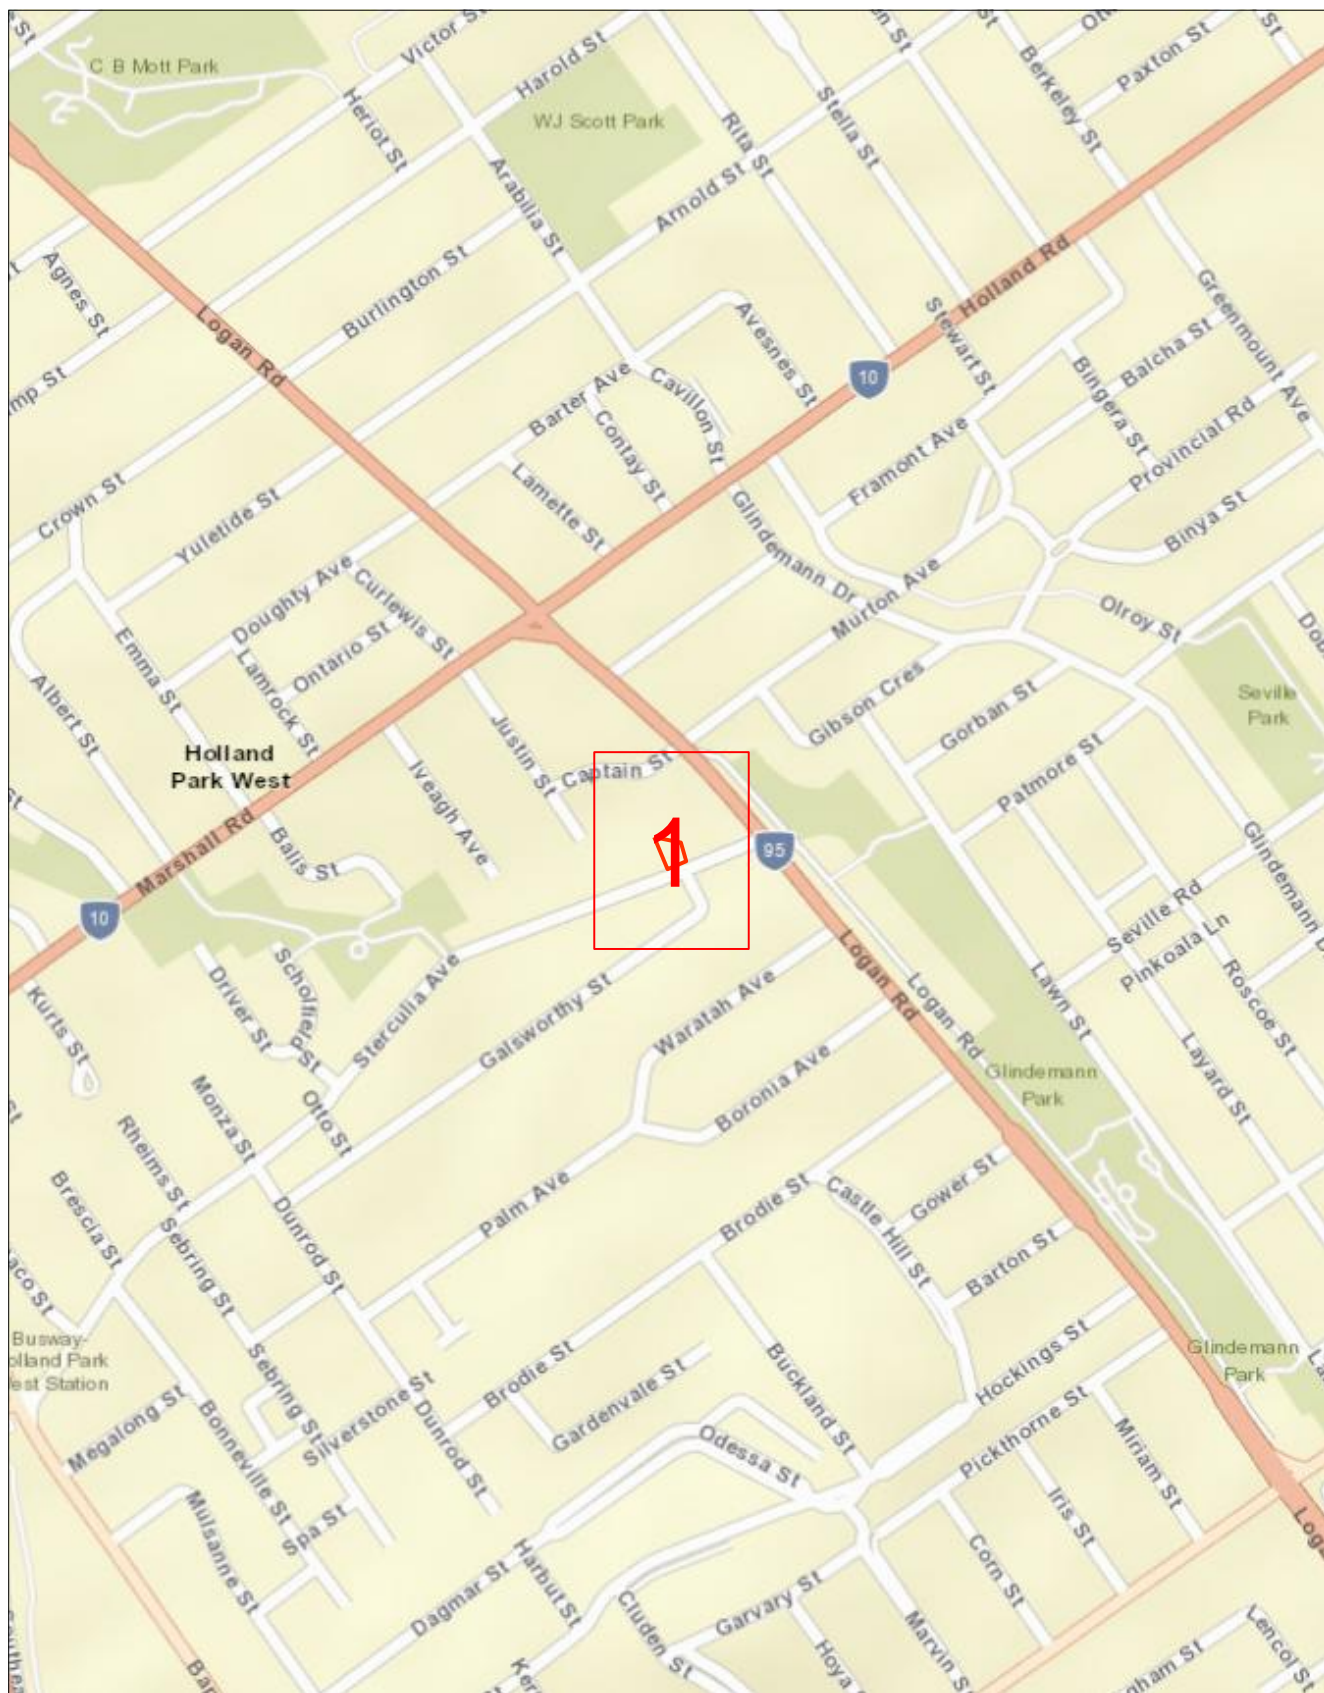 C B Mott Park
Victor St
Harold St
WJ Scott Park
Heriot St
Arabilia St
Arnold St
Rita St
Stella St
Berkeley St
Paxton St
Agnes St
Burlington St
Logan Rd
Holland Rd
Stewart St
Greenmount Ave
Balcha St
Bingera St
Avesnes St
10
Barter Ave
Cavillon St
Contay St
Lamette St
Framont Ave
Provincial Rd
Binya St
Crown St
Yuletide St
Glindemann Dr
Murton Ave
Olroy St
Doughty Ave
Curlewis St
Ontario St
Lamrock St
Emma St
Albert St
Gibson Cres
Gorban St
Seville
Park
Holland
Park West
Justin St
Captain St
Iveagh Ave
Patmore St
Marshall Rd
Balis St
1
95
10
Glindemann D
Seville Rd
Pinkoala Ln
Roscoe St
Lawn St
Layard St
Logan Rd
Logan Rd
Kurts St
Driver St
Scholfield St
Sterculia Ave
Galsworthy St
Waratah Ave
Boronia Ave
Glindemann
Park
Monza St
Otto St
Rheims St
Brescia St
Sebring St
Dunrod St
Palm Ave
Brodie St
Castle Hill St
Gower St
Barton St
Busway-
olland Park
est Station
Sebring St
Silverstone St
Dunrod St
Brodie St
Gardenvale St
Buckland St
Hockings St
Glindemann
Park
Megalong St
Bonneville St
Odessa St
Pickthorne St
Miriam St
Iris St
Mulsanne St
Spa St
Dagmar St
Harbut St
Cluden St
Garvary St
Corn St
Marvin St
Hoya
Lencol St
gham St